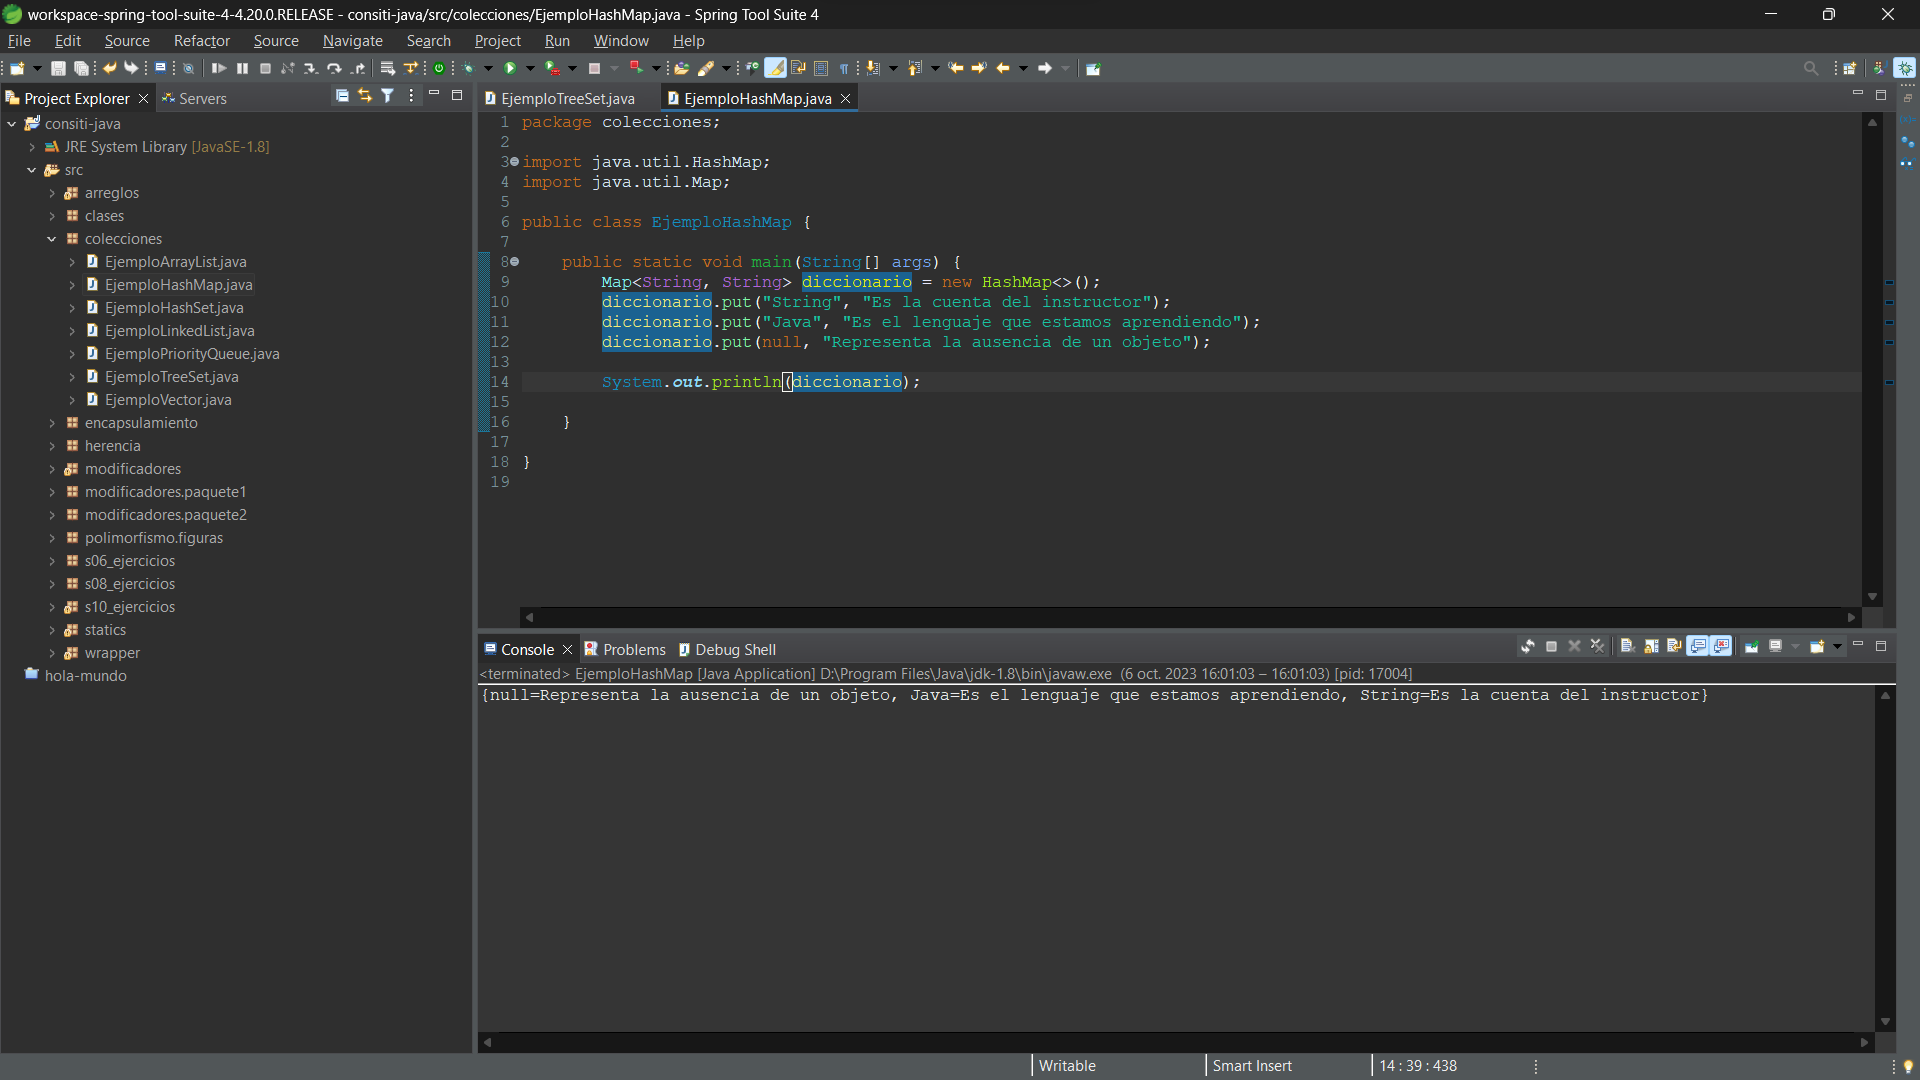 workspace-spring-tool-suite-4-4.20.0.RELEASE - consiti-java/src/colecciones/EjemploHashMap.java - Spring Tool Suite 4
File Edit Source Refactor Source Navigate Search Project Run Window Help
Project Explorer Servers
consiti-java
JRE System Library [JavaSE-1.8]
src
arreglos
clases
colecciones
EjemploArrayList.java
EjemploHashMap.java
EjemploHashSet.java
EjemploLinkedList.java
EjemploPriorityQueue.java
EjemploTreeSet.java
EjemploVector.java
encapsulamiento
herencia
modificadores
modificadores.paquete1
modificadores.paquete2
polimorfismo.figuras
s06_ejercicios
s08_ejercicios
s10_ejercicios
statics
wrapper
hola-mundo
EjemploTreeSet.java EjemploHashMap.java
1 package colecciones;
2
3 import java.util.HashMap;
4 import java.util.Map;
5
6 public class EjemploHashMap {
7
8 public static void main(String[] args) {
9 Map<String, String> diccionario = new HashMap<>();
10 diccionario.put("String", "Es la cuenta del instructor");
11 diccionario.put("Java", "Es el lenguaje que estamos aprendiendo");
12 diccionario.put(null, "Representa la ausencia de un objeto");
13
14 System.out.println(diccionario);
15
16 }
17
18 }
19
Console Problems Debug Shell
<terminated> EjemploHashMap [Java Application] D:\Program Files\Java\jdk-1.8\bin\javaw.exe (6 oct. 2023 16:01:03 – 16:01:03) [pid: 17004]
{null=Representa la ausencia de un objeto, Java=Es el lenguaje que estamos aprendiendo, String=Es la cuenta del instructor}
Writable Smart Insert 14 : 39 : 438